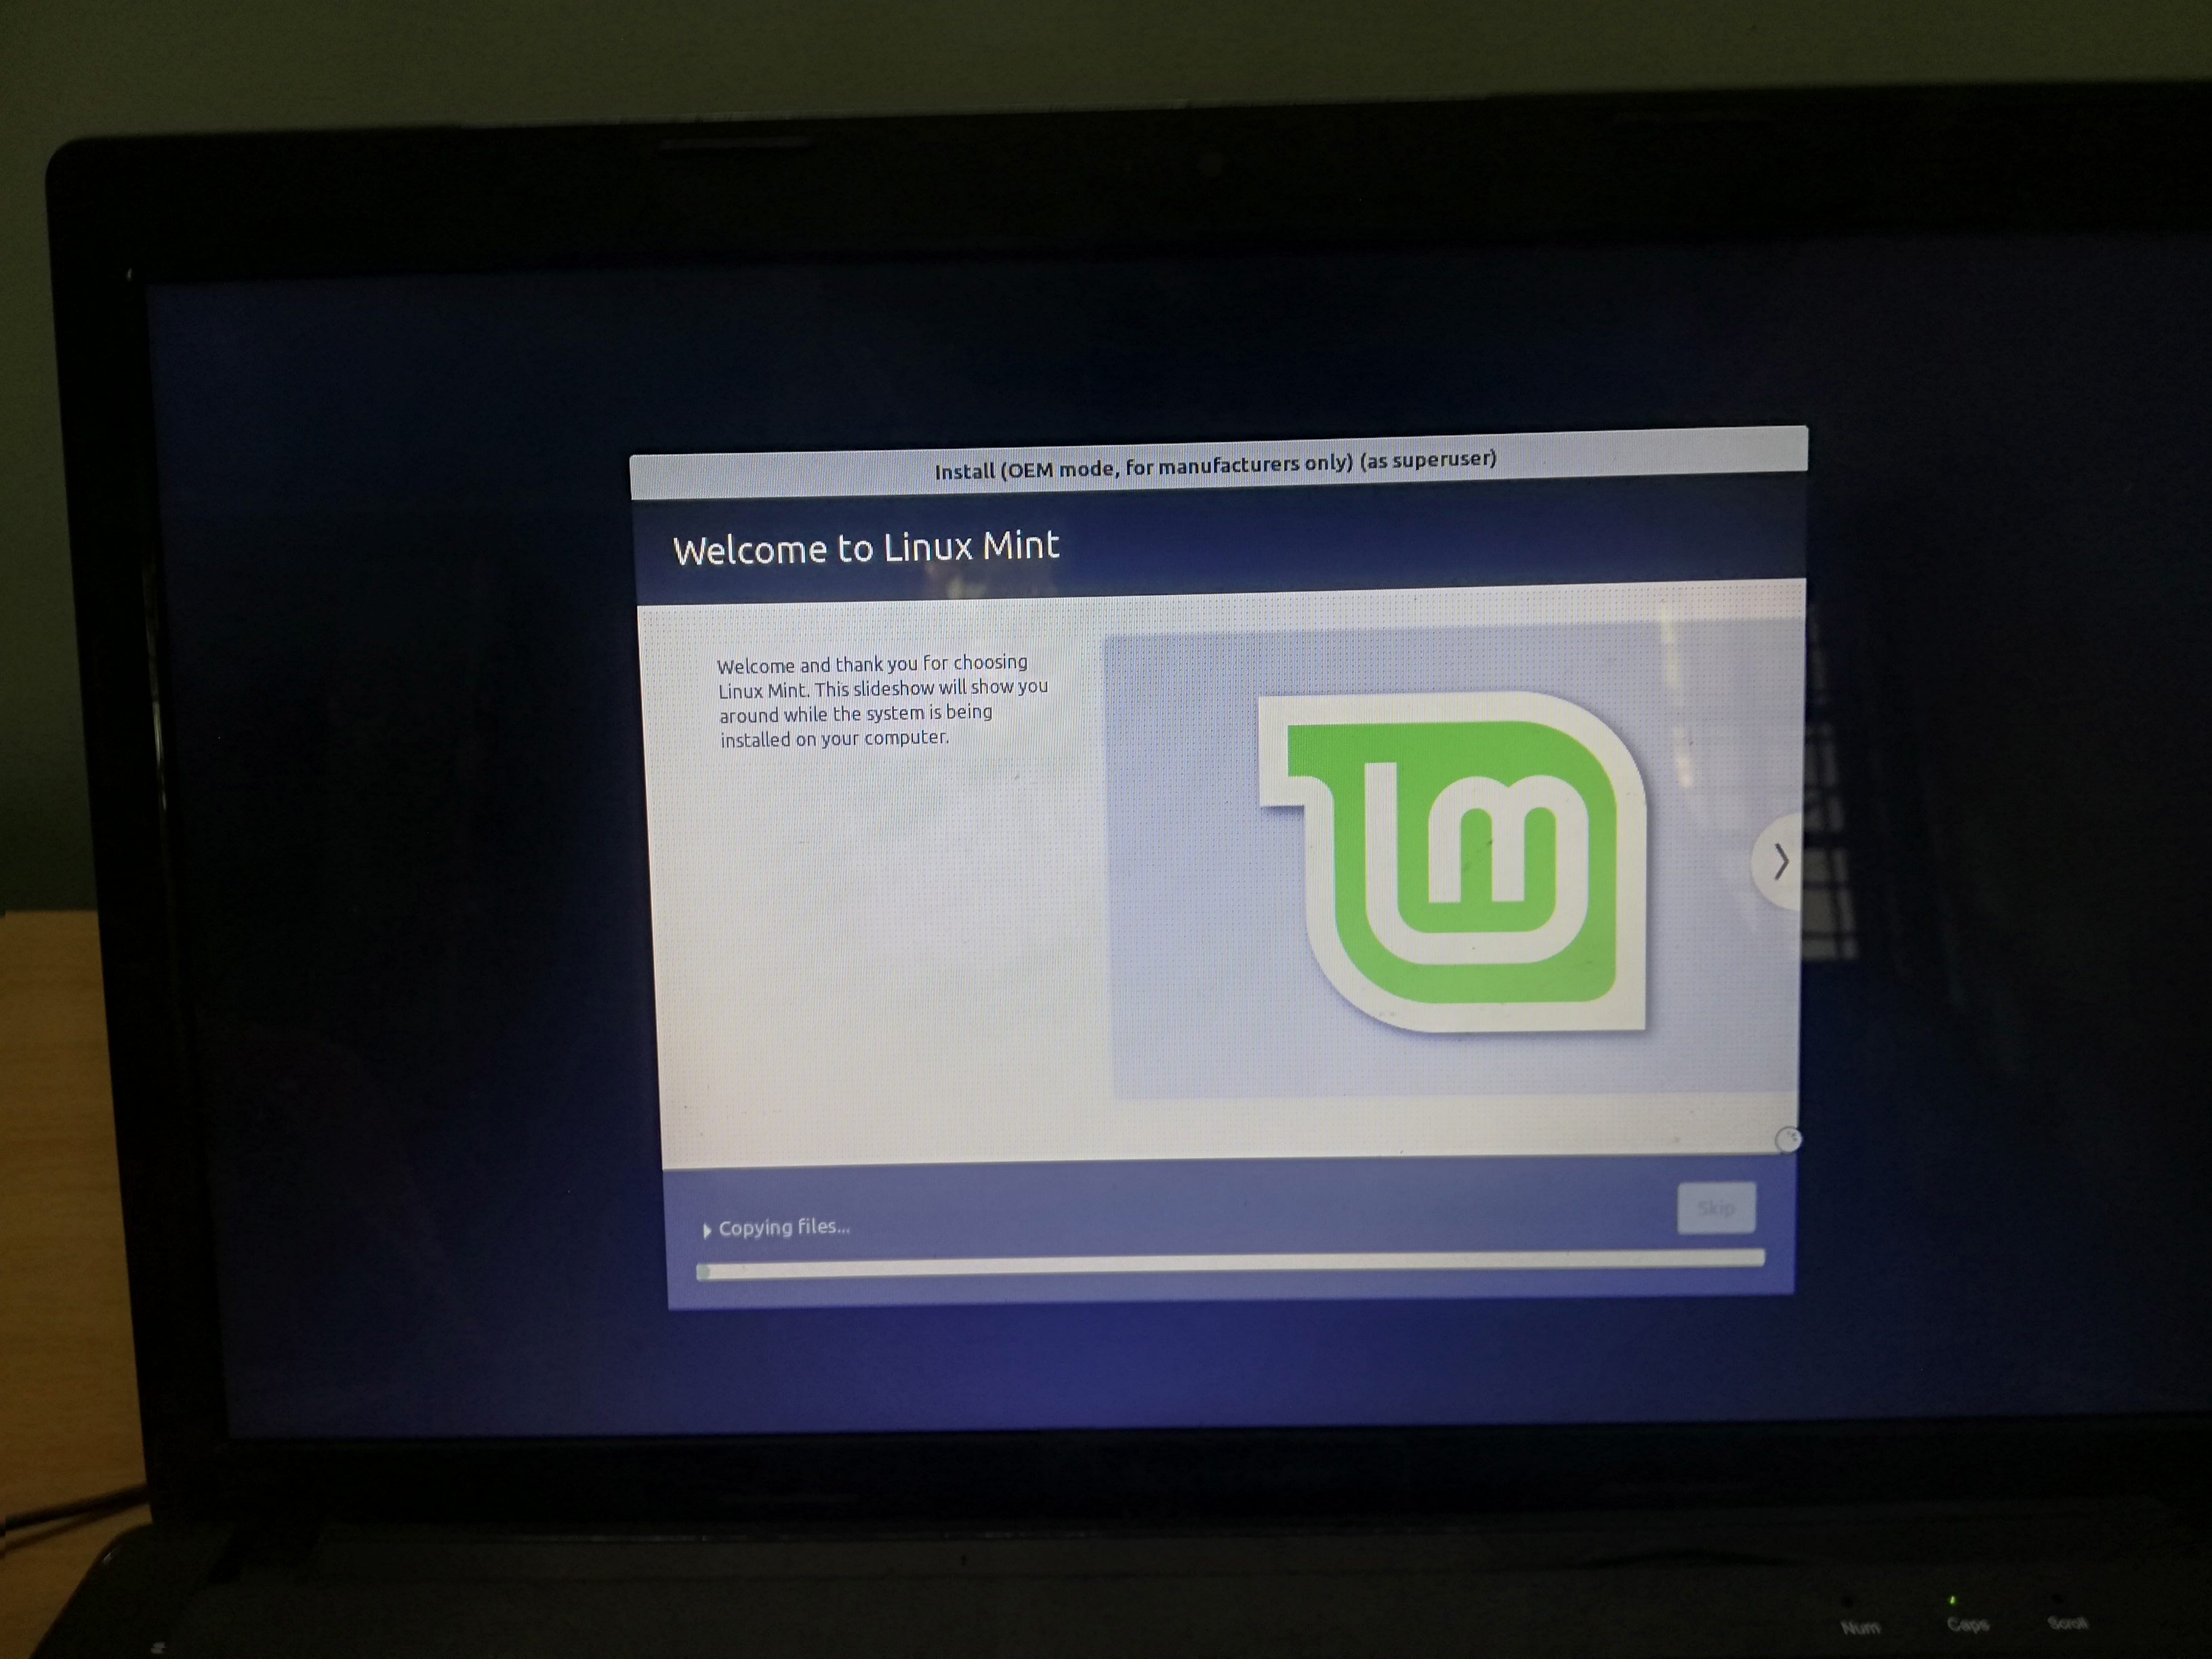 Install (OEM mode, for manufacturers only) (as superuser)
Welcome to Linux Mint
Welcome and thank you for choosing
Linux Mint. This slideshow will show you
around while the system is being
installed on your computer.
lm
Skip
Copying files...
Num Caps Scroll